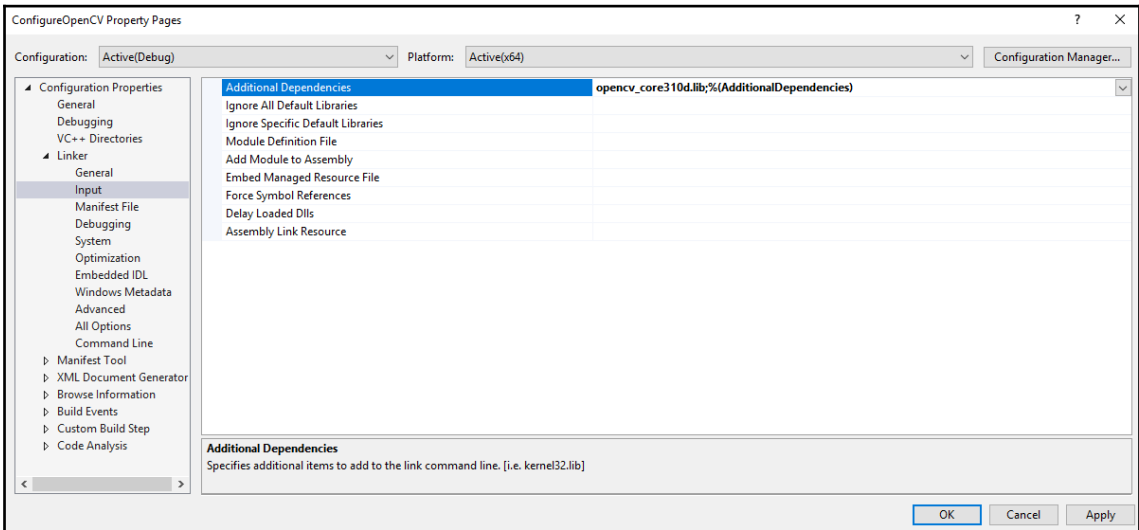 ConfigureOpenCV Property Pages ?
Configuration: Active(Debug) Platform: Active(x64) Configuration Manager...
Configuration Properties
General
Debugging
VC++ Directories
Linker
General
Input
Manifest File
Debugging
System
Optimization
Embedded IDL
Windows Metadata
Advanced
All Options
Command Line
Manifest Tool
XML Document Generator
Browse Information
Build Events
Custom Build Step
Code Analysis
Additional Dependencies opencv_core310d.lib;%(AdditionalDependencies)
Ignore All Default Libraries
Ignore Specific Default Libraries
Module Definition File
Add Module to Assembly
Embed Managed Resource File
Force Symbol References
Delay Loaded Dlls
Assembly Link Resource
Additional Dependencies
Specifies additional items to add to the link command line. [i.e. kernel32.lib]
OK Cancel Apply